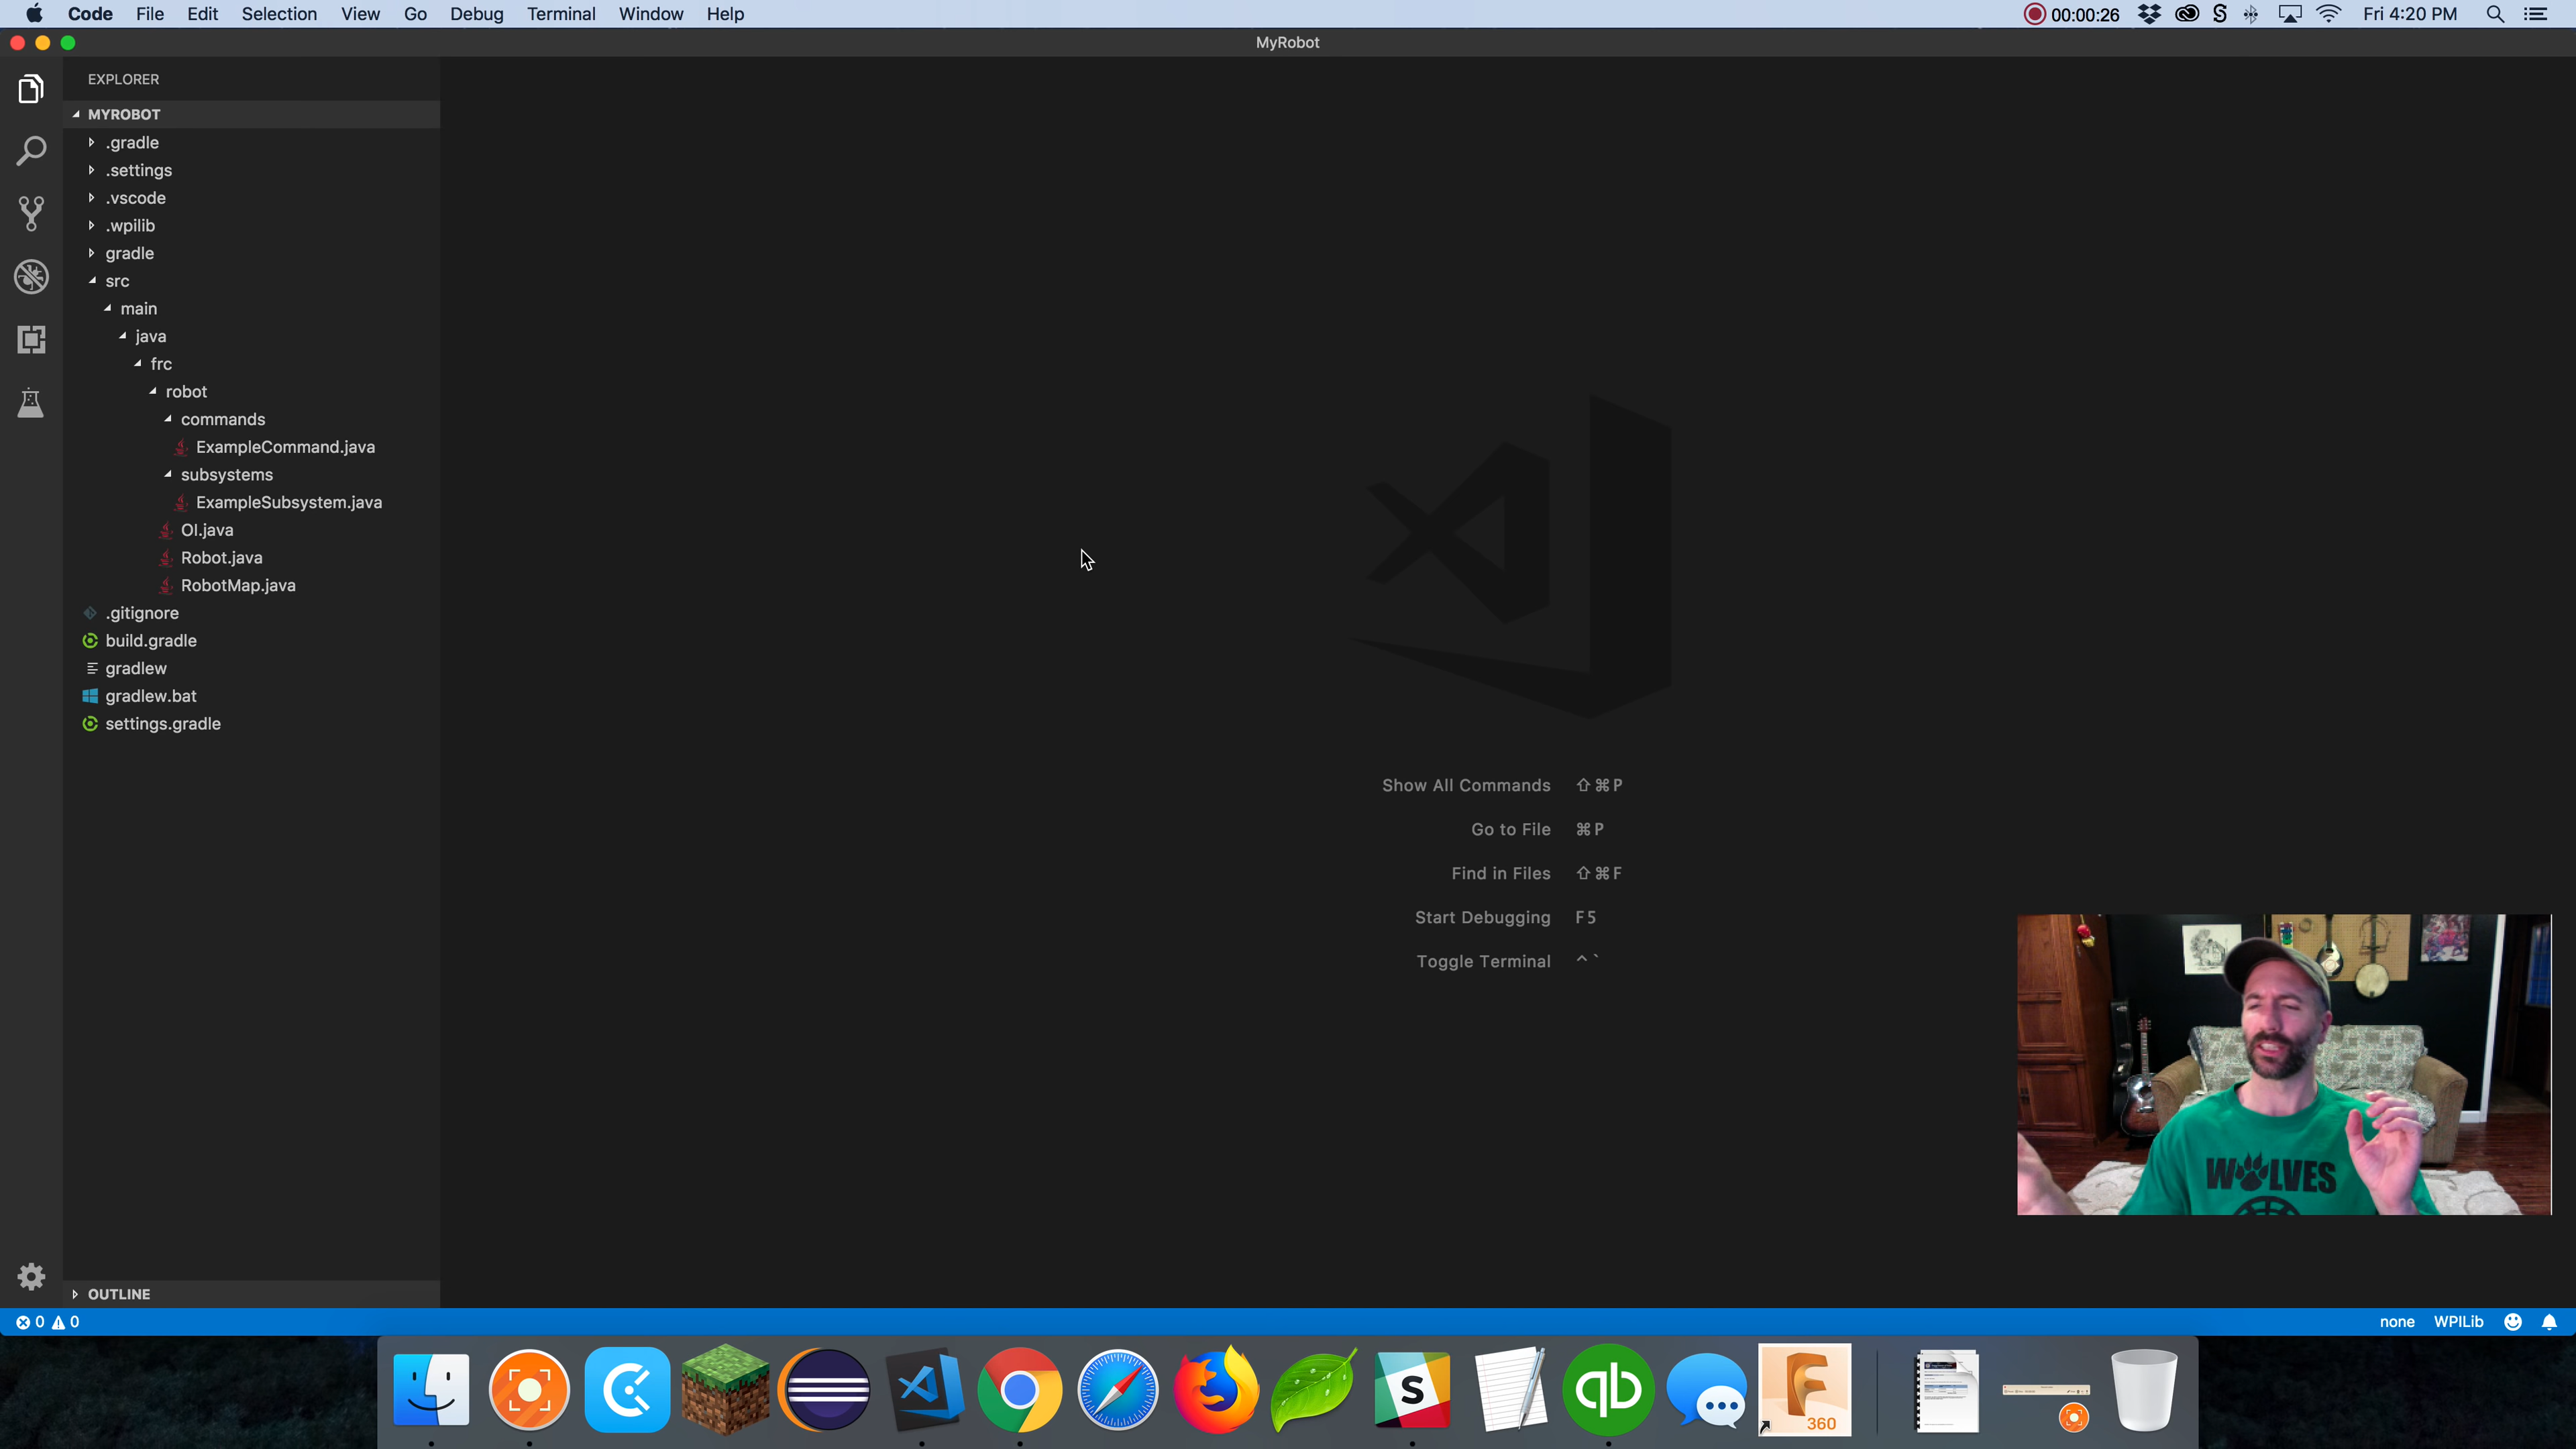 Code File Edit Selection View Go Debug Terminal Window Help 00:00:26 Fri 4:20 PM
MyRobot
EXPLORER
MYROBOT
.gradle
.settings
.vscode
.wpilib
gradle
src
main
java
frc
robot
commands
ExampleCommand.java
subsystems
ExampleSubsystem.java
OI.java
Robot.java
RobotMap.java
.gitignore
build.gradle
gradlew
gradlew.bat
settings.gradle
Show All Commands ⇧⌘P
Go to File ⌘P
Find in Files ⇧⌘F
Start Debugging F5
Toggle Terminal ^`
WOLVES
OUTLINE
0 0 none WPILib
S qb 360